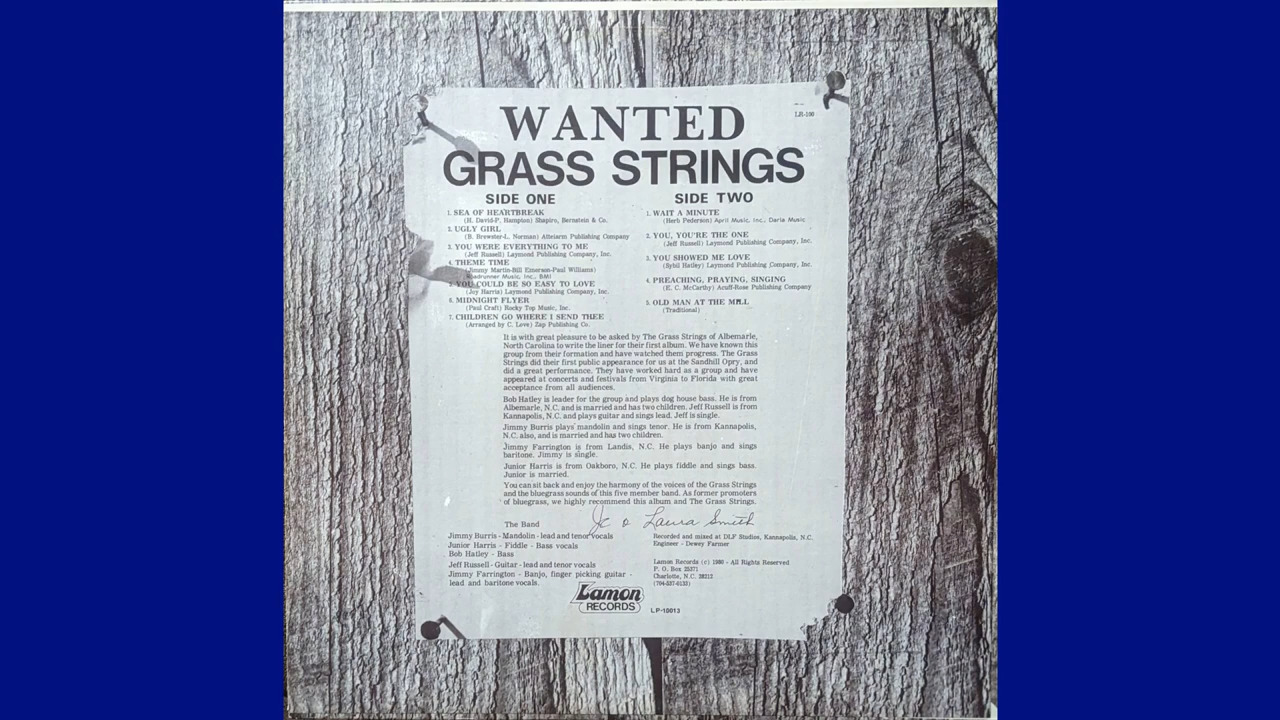 LR-100
WANTED
GRASS STRINGS
SIDE ONE
1. SEA OF HEARTBREAK
(H. David-P. Hampton) Shapiro, Bernstein & Co.
2. UGLY GIRL
(B. Brewster-L. Norman) Atteiarm Publishing Company
3. YOU WERE EVERYTHING TO ME
(Jeff Russell) Laymond Publishing Company, Inc.
4. THEME TIME
(Jimmy Martin-Bill Emerson-Paul Williams)
Roadrunner Music, Inc., BMI
5. YOU COULD BE SO EASY TO LOVE
(Joy Harris) Laymond Publishing Company, Inc.
6. MIDNIGHT FLYER
(Paul Craft) Rocky Top Music, Inc.
7. CHILDREN GO WHERE I SEND THEE
(Arranged by C. Love) Zap Publishing Co.
SIDE TWO
1. WAIT A MINUTE
(Herb Pederson) April Music, Inc., Darla Music
2. YOU, YOU'RE THE ONE
(Jeff Russell) Laymond Publishing Company, Inc.
3. YOU SHOWED ME LOVE
(Sybil Hatley) Laymond Publishing Company, Inc.
4. PREACHING, PRAYING, SINGING
(E. C. McCarthy) Acuff-Rose Publishing Company
5. OLD MAN AT THE MILL
(Traditional)
It is with great pleasure to be asked by The Grass Strings of Albemarle,
North Carolina to write the liner for their first album. We have known this
group from their formation and have watched them progress. The Grass
Strings did their first public appearance for us at the Sandhill Opry, and
did a great performance. They have worked hard as a group and have
appeared at concerts and festivals from Virginia to Florida with great
acceptance from all audiences.
Bob Hatley is leader for the group and plays dog house bass. He is from
Albemarle, N.C. and is married and has two children. Jeff Russell is from
Kannapolis, N.C. and plays guitar and sings lead. Jeff is single.
Jimmy Burris plays mandolin and sings tenor. He is from Kannapolis,
N.C. also, and is married and has two children.
Jimmy Farrington is from Landis, N.C. He plays banjo and sings
baritone. Jimmy is single.
Junior Harris is from Oakboro, N.C. He plays fiddle and sings bass.
Junior is married.
You can sit back and enjoy the harmony of the voices of the Grass Strings
and the bluegrass sounds of this five member band. As former promoters
of bluegrass, we highly recommend this album and The Grass Strings.
Jc & Laura Smith
The Band
Jimmy Burris - Mandolin - lead and tenor vocals
Junior Harris - Fiddle - Bass vocals
Bob Hatley - Bass
Jeff Russell - Guitar - lead and tenor vocals
Jimmy Farrington - Banjo, finger picking guitar -
lead and baritone vocals.
Recorded and mixed at DLF Studios, Kannapolis, N.C.
Engineer - Dewey Farmer
Lamon Records (c) 1980 - All Rights Reserved
P. O. Box 25371
Charlotte, N.C. 28212
(704-537-0133)
Lamon
RECORDS
LP-10013